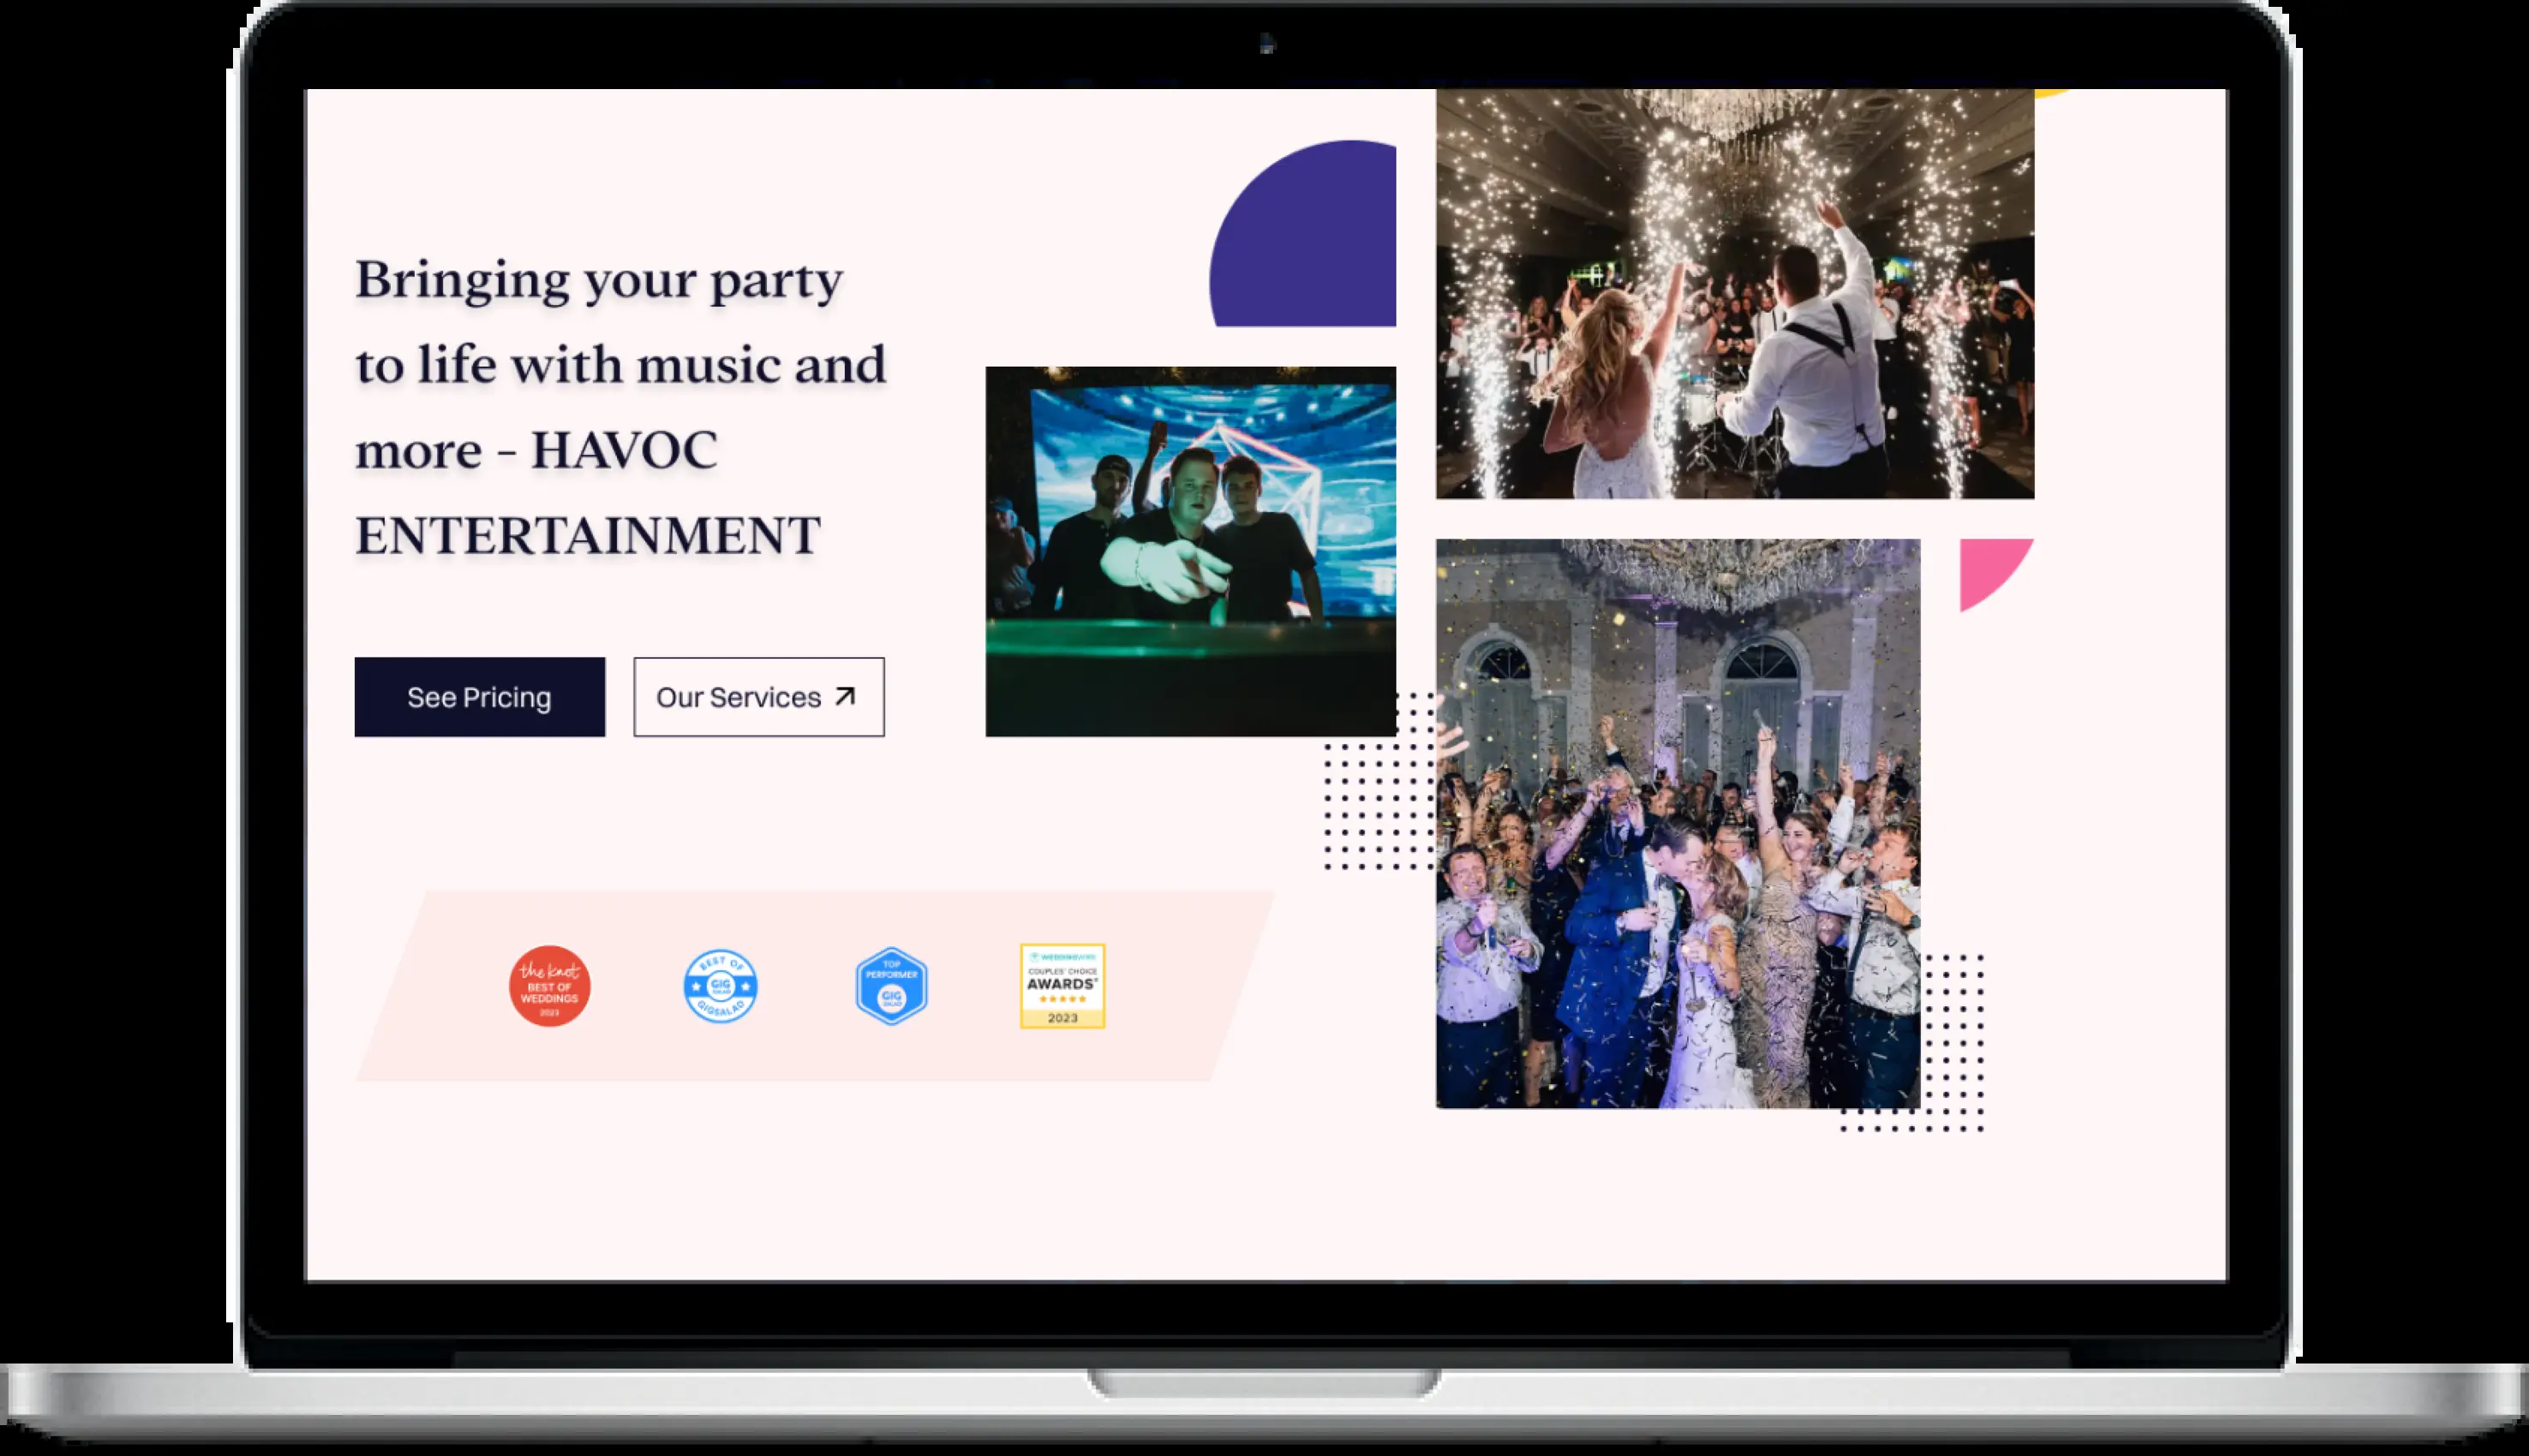 Bringing your party
to life with music and
more - HAVOC
ENTERTAINMENT
See Pricing
Our Services
the knot
BEST OF
WEDDINGS
2023
BEST OF
GIG
SALAD
GIGSALAD
TOP
PERFORMER
GIG
SALAD
WEDDINGWIRE
COUPLES' CHOICE
AWARDS®
2023